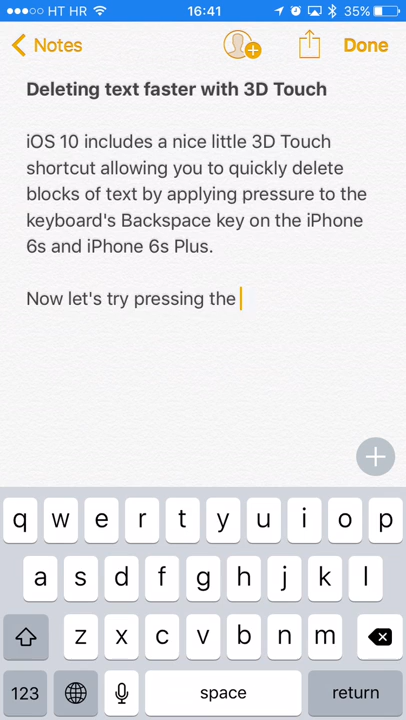 HT HR 16:41 35%
Notes Done
Deleting text faster with 3D Touch
iOS 10 includes a nice little 3D Touch
shortcut allowing you to quickly delete
blocks of text by applying pressure to the
keyboard's Backspace key on the iPhone
6s and iPhone 6s Plus.
Now let's try pressing the
q w e r t y u i o p
a s d f g h j k l
z x c v b n m
123 space return